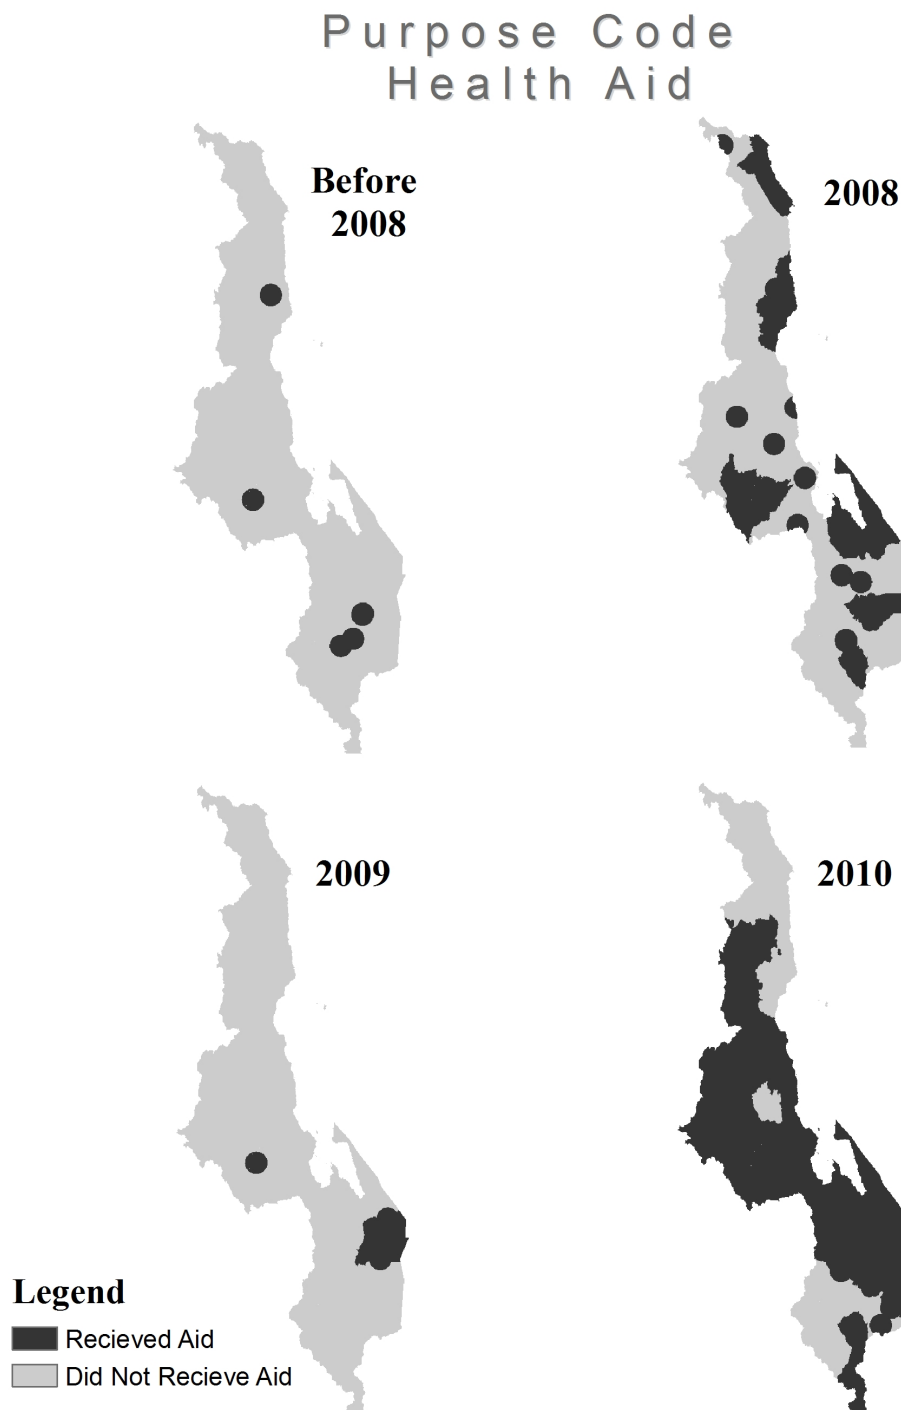 Purpose Code
Health Aid
Before
2008
2008
2009
2010
Legend
Recieved Aid
Did Not Recieve Aid